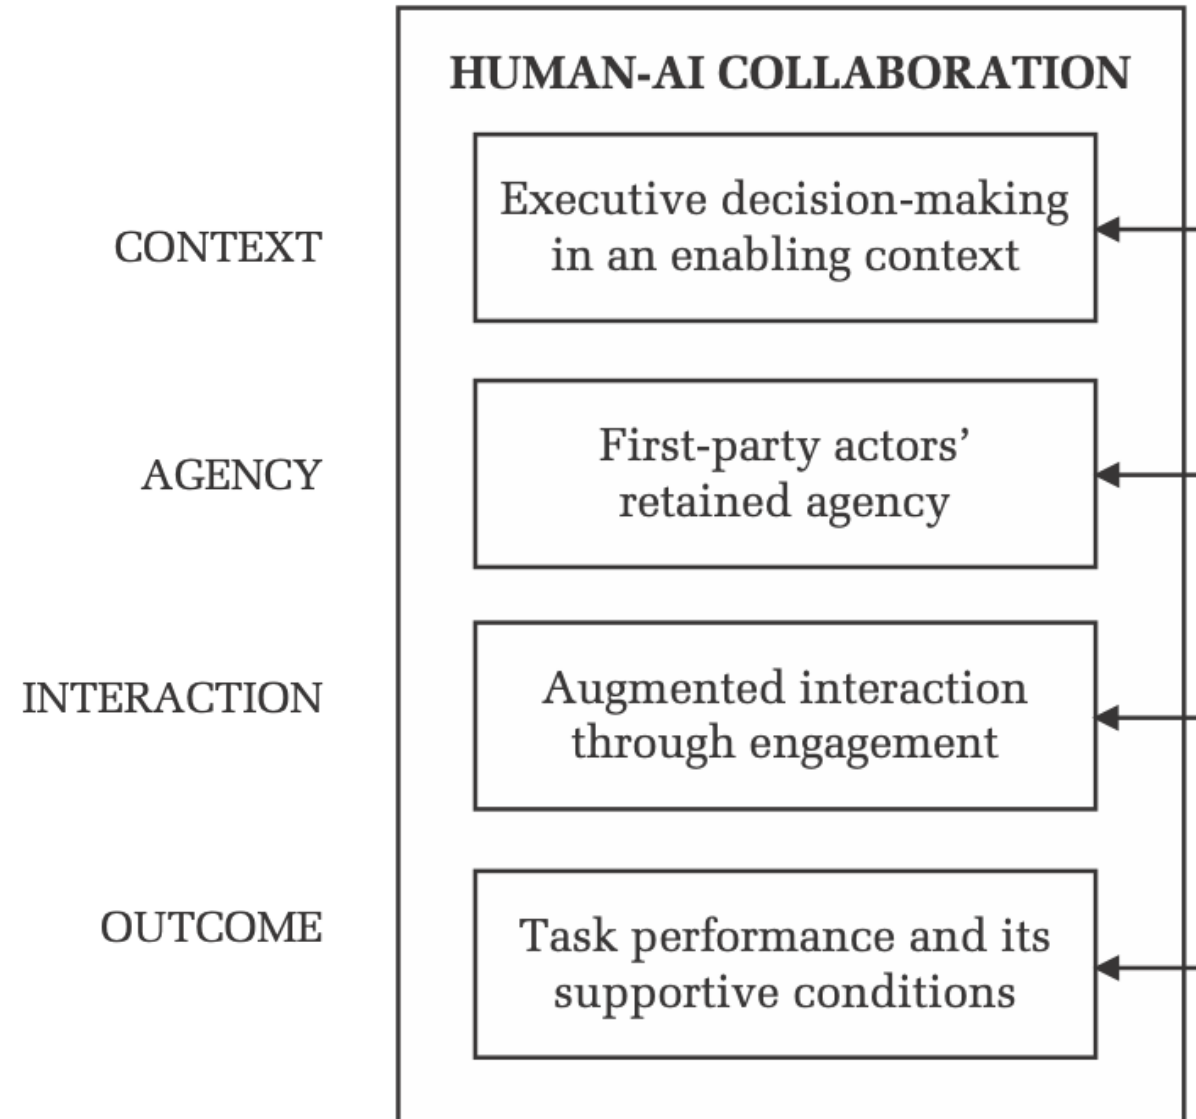 HUMAN-AI COLLABORATION
CONTEXT
Executive decision-making
in an enabling context
AGENCY
First-party actors’
retained agency
INTERACTION
Augmented interaction
through engagement
OUTCOME
Task performance and its
supportive conditions